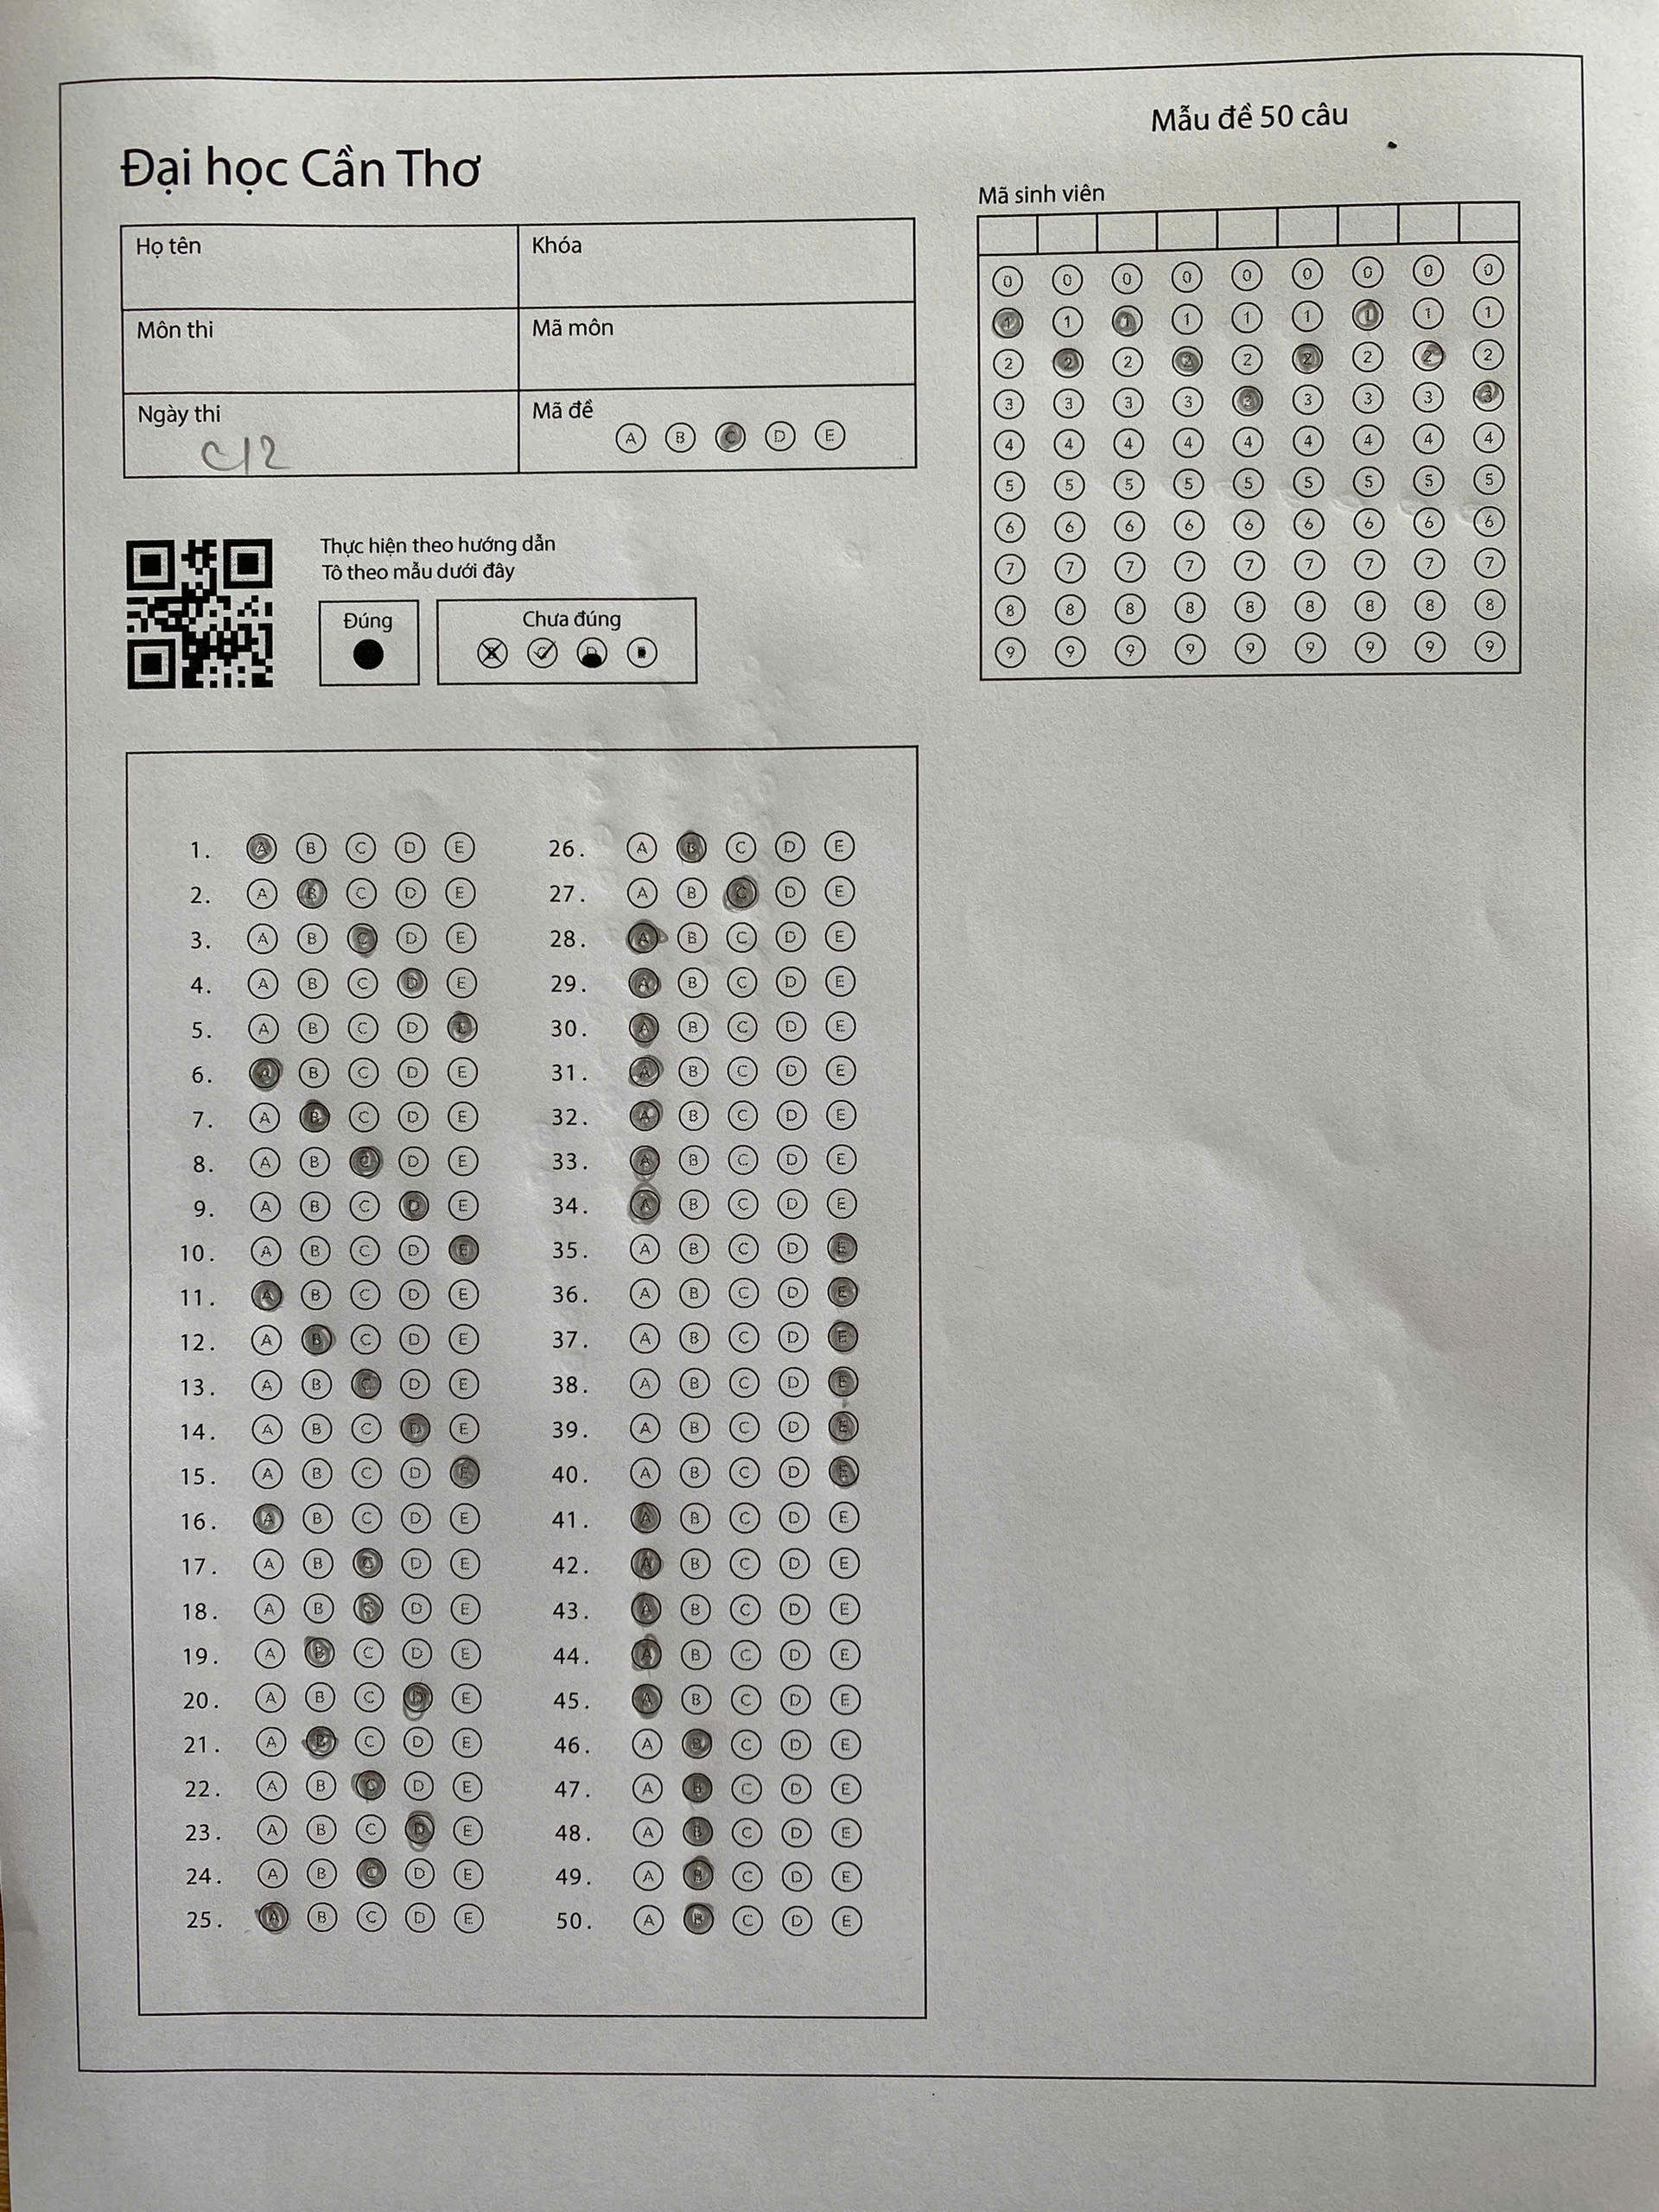 Mẫu đề 50 câu
Đại học Cần Thơ
Mã sinh viên
Họ tên
Khóa
Môn thi
Mã môn
Ngày thi
C12
Mã đề
A B C D E
0 0 0 0 0 0 0 0 0
1 1 1 1 1 1 1 1 1
2 2 2 2 2 2 2 2 2
3 3 3 3 3 3 3 3 3
4 4 4 4 4 4 4 4 4
5 5 5 5 5 5 5 5 5
6 6 6 6 6 6 6 6 6
7 7 7 7 7 7 7 7 7
8 8 8 8 8 8 8 8 8
9 9 9 9 9 9 9 9 9
Thực hiện theo hướng dẫn
Tô theo mẫu dưới đây
Đúng
Chưa đúng
1. A B C D E
2. A B C D E
3. A B C D E
4. A B C D E
5. A B C D E
6. A B C D E
7. A B C D E
8. A B C D E
9. A B C D E
10. A B C D E
11. A B C D E
12. A B C D E
13. A B C D E
14. A B C D E
15. A B C D E
16. A B C D E
17. A B C D E
18. A B C D E
19. A B C D E
20. A B C D E
21. A B C D E
22. A B C D E
23. A B C D E
24. A B C D E
25. A B C D E
26. A B C D E
27. A B C D E
28. A B C D E
29. A B C D E
30. A B C D E
31. A B C D E
32. A B C D E
33. A B C D E
34. A B C D E
35. A B C D E
36. A B C D E
37. A B C D E
38. A B C D E
39. A B C D E
40. A B C D E
41. A B C D E
42. A B C D E
43. A B C D E
44. A B C D E
45. A B C D E
46. A B C D E
47. A B C D E
48. A B C D E
49. A B C D E
50. A B C D E